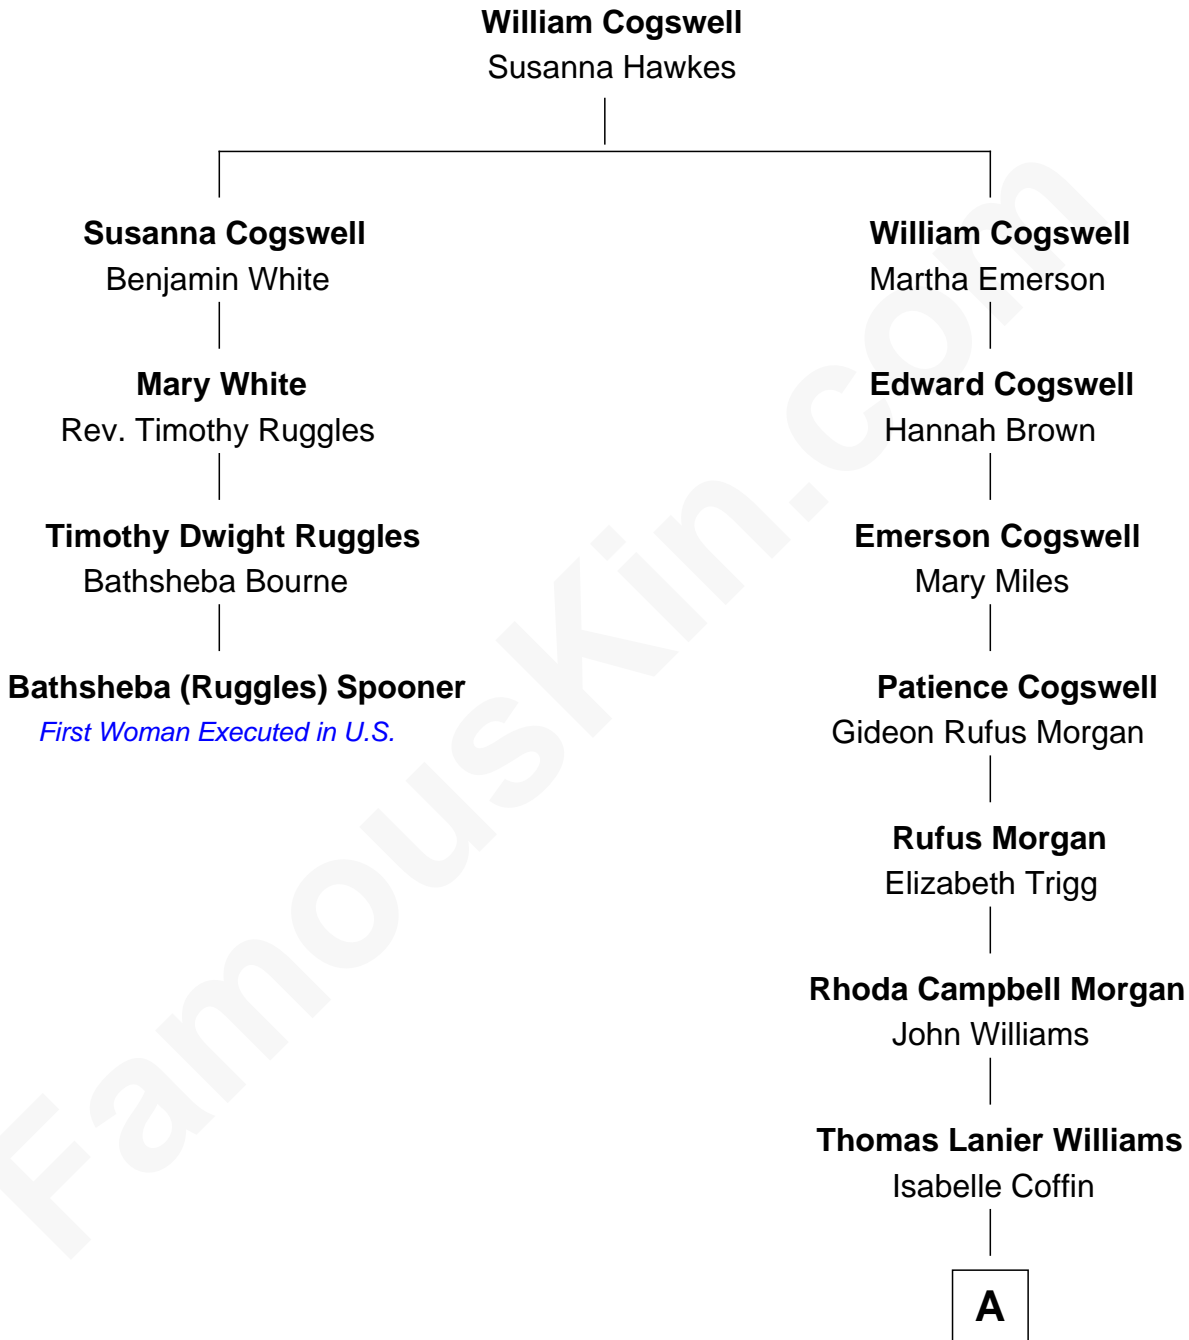 William Cogswell
Susanna Hawkes
Susanna Cogswell
Benjamin White
William Cogswell
Martha Emerson
Mary White
Rev. Timothy Ruggles
Edward Cogswell
Hannah Brown
Timothy Dwight Ruggles
Bathsheba Bourne
Emerson Cogswell
Mary Miles
Bathsheba (Ruggles) Spooner
First Woman Executed in U.S.
Patience Cogswell
Gideon Rufus Morgan
Rufus Morgan
Elizabeth Trigg
Rhoda Campbell Morgan
John Williams
Thomas Lanier Williams
Isabelle Coffin
A
FamousKin.com